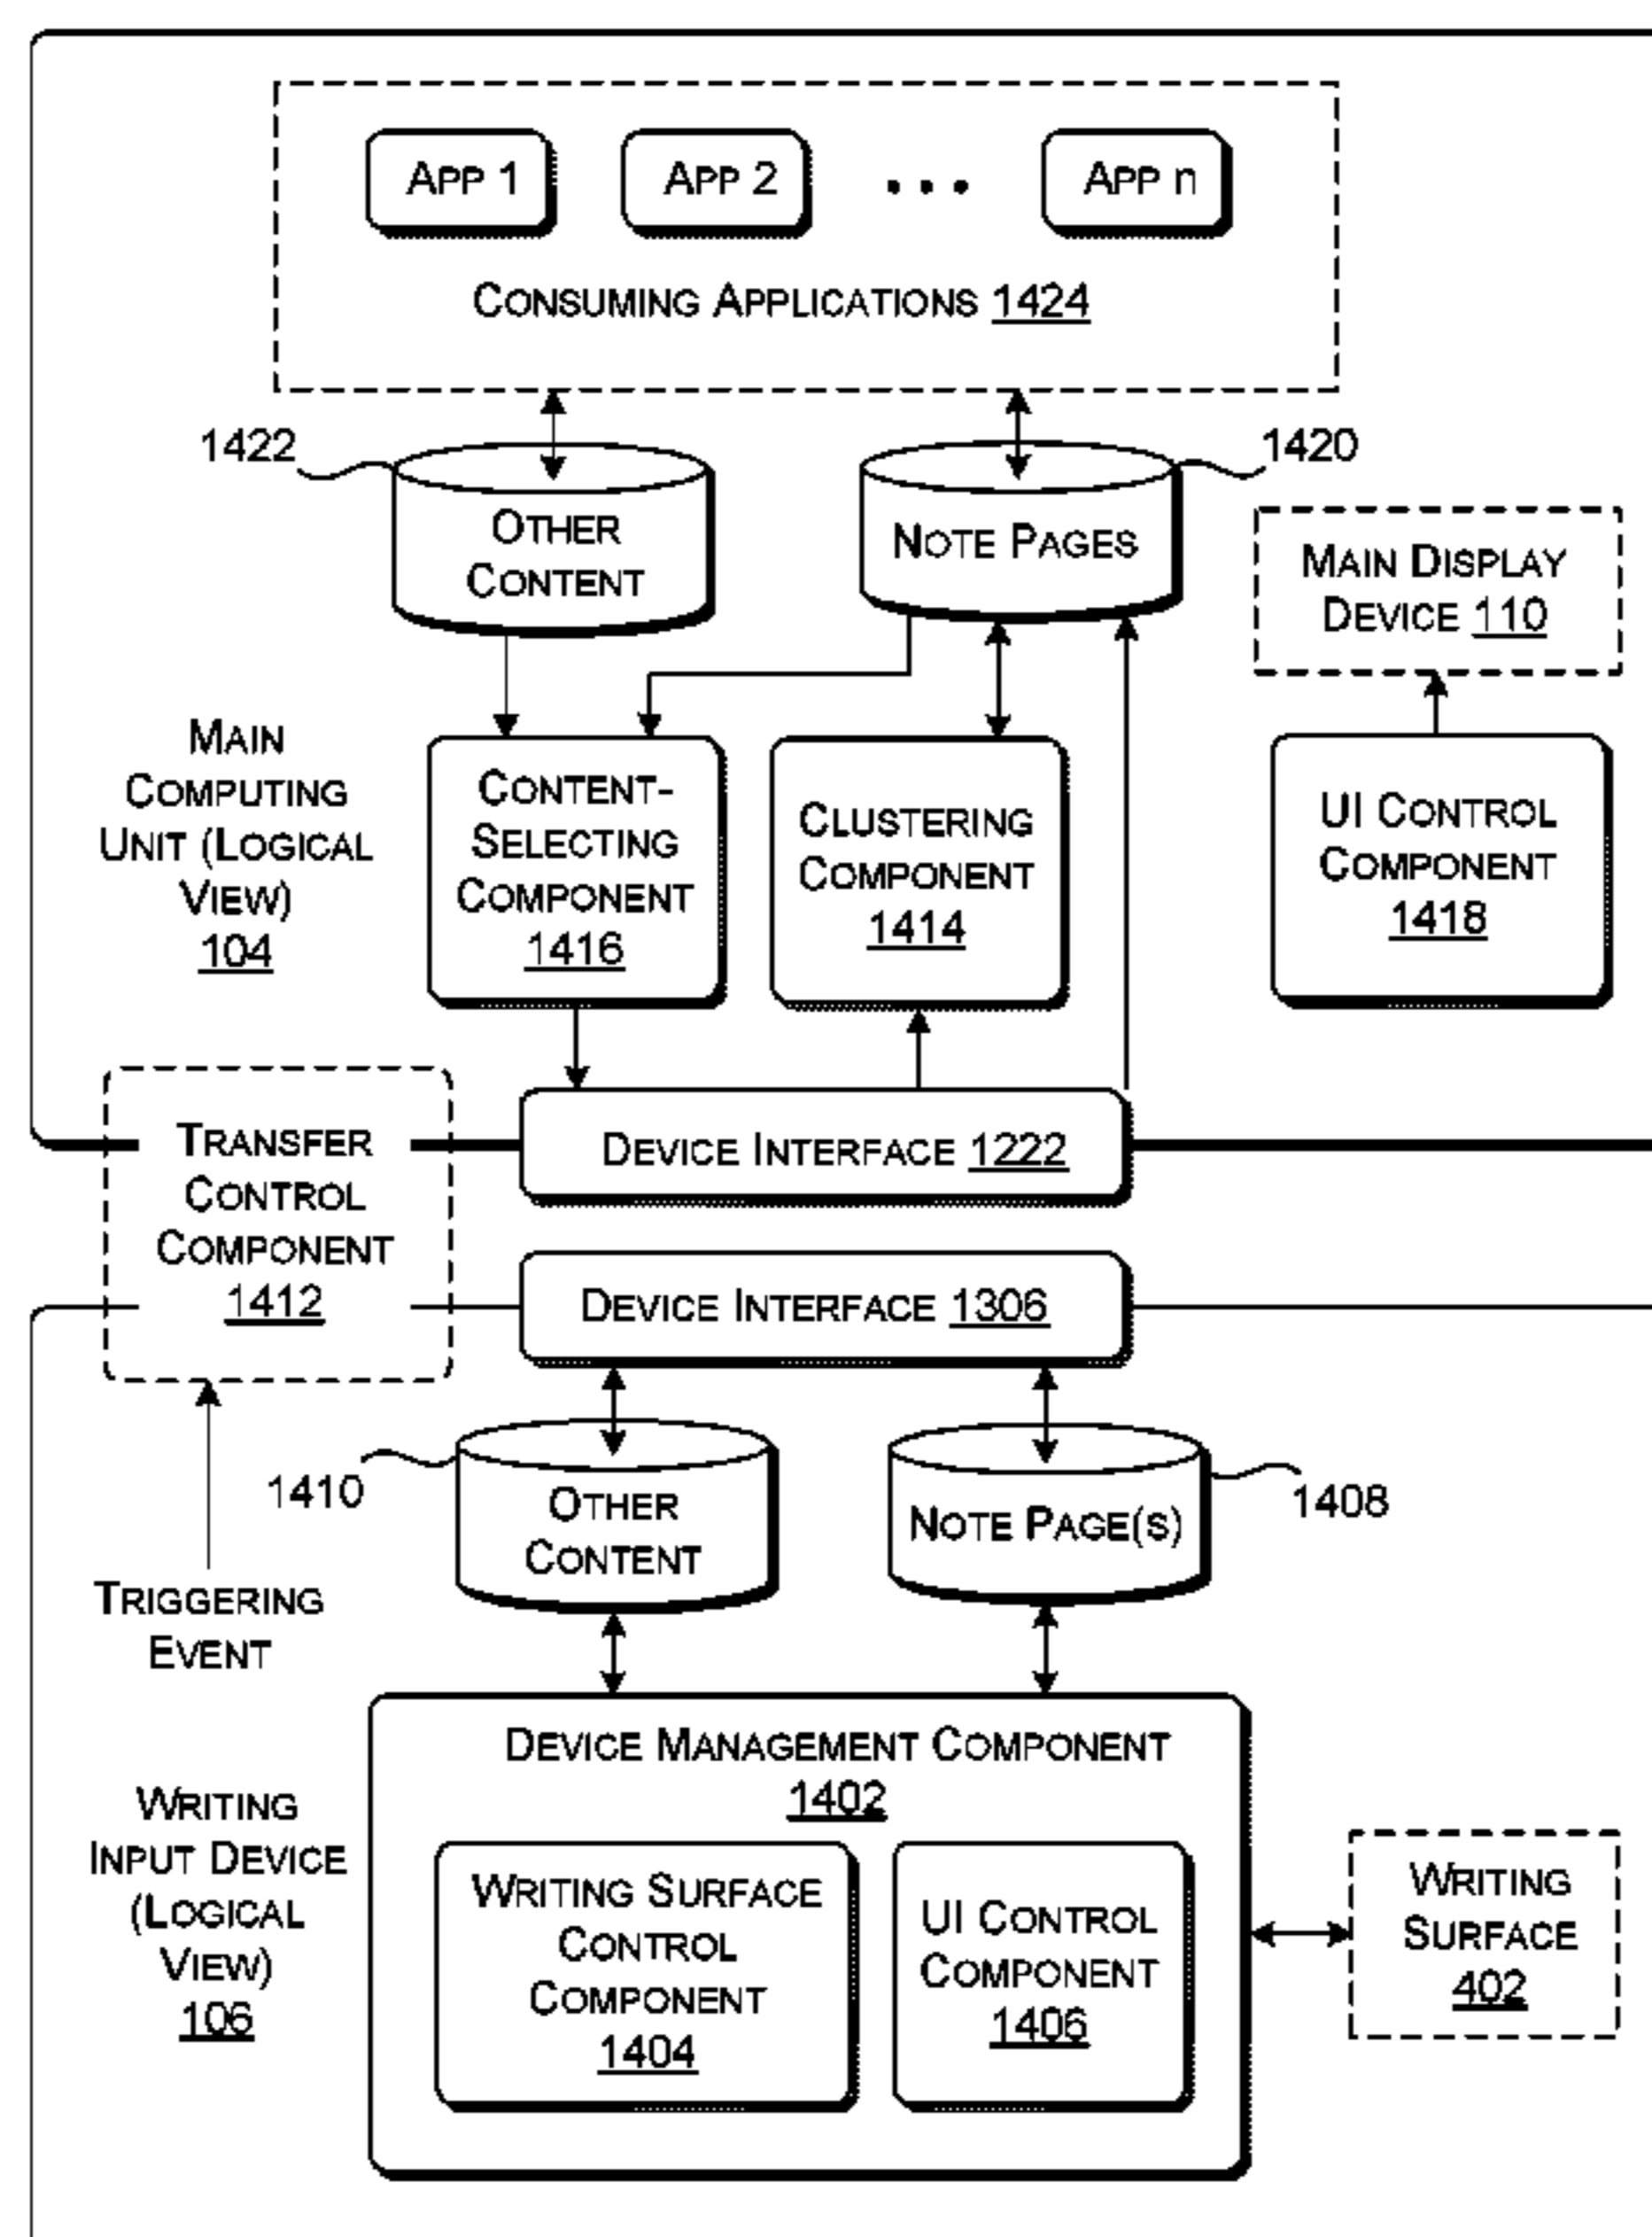 APP 1
APP 2
• • •
APP n
CONSUMING APPLICATIONS 1424
1422
1420
OTHER
CONTENT
NOTE PAGES
MAIN DISPLAY
DEVICE 110
MAIN
COMPUTING
UNIT (LOGICAL
VIEW)
104
CONTENT-
SELECTING
COMPONENT
1416
CLUSTERING
COMPONENT
1414
UI CONTROL
COMPONENT
1418
TRANSFER
CONTROL
COMPONENT
1412
DEVICE INTERFACE 1222
DEVICE INTERFACE 1306
1410
OTHER
CONTENT
NOTE PAGE(S)
1408
TRIGGERING
EVENT
DEVICE MANAGEMENT COMPONENT
1402
WRITING
INPUT DEVICE
(LOGICAL
VIEW)
106
WRITING SURFACE
CONTROL
COMPONENT
1404
UI CONTROL
COMPONENT
1406
WRITING
SURFACE
402